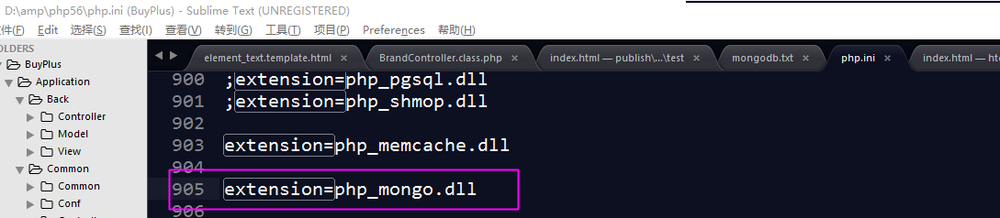 D:\amp\php56\php.ini (BuyPlus) - Sublime Text (UNREGISTERED)
件(F) Edit 选择(S) 查找(I) 查看(V) 转到(G) 工具(T) 项目(P) Preferences 帮助(H)
OLDERS
BuyPlus
Application
Back
Controller
Model
View
Common
Common
Conf
element_text.template.html × BrandController.class.php × index.html — publish\...\test × mongodb.txt × php.ini × index.html — ht
900 ;extension=php_pgsql.dll
901 ;extension=php_shmop.dll
902
903 extension=php_memcache.dll
904
905 extension=php_mongo.dll
906